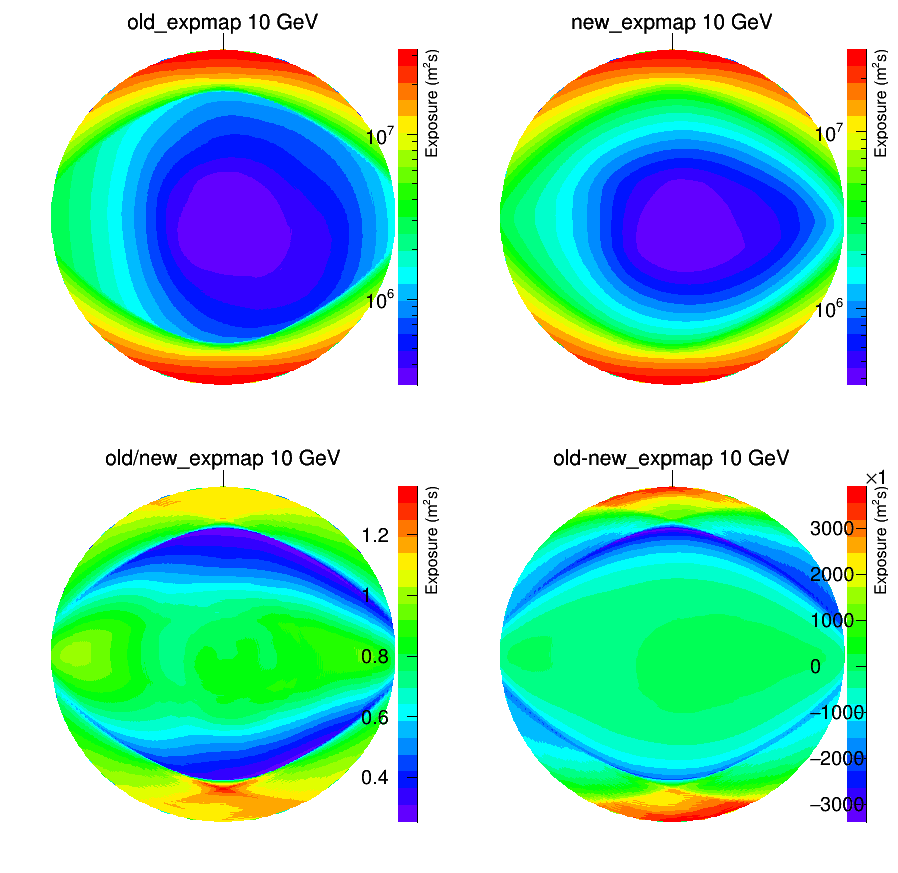 old_expmap 10 GeV
10⁷
10⁶
Exposure (m²s)
new_expmap 10 GeV
10⁷
10⁶
Exposure (m²s)
old/new_expmap 10 GeV
1.2
1
0.8
0.6
0.4
Exposure (m²s)
old-new_expmap 10 GeV
×1
3000
2000
1000
0
−1000
−2000
−3000
Exposure (m²s)